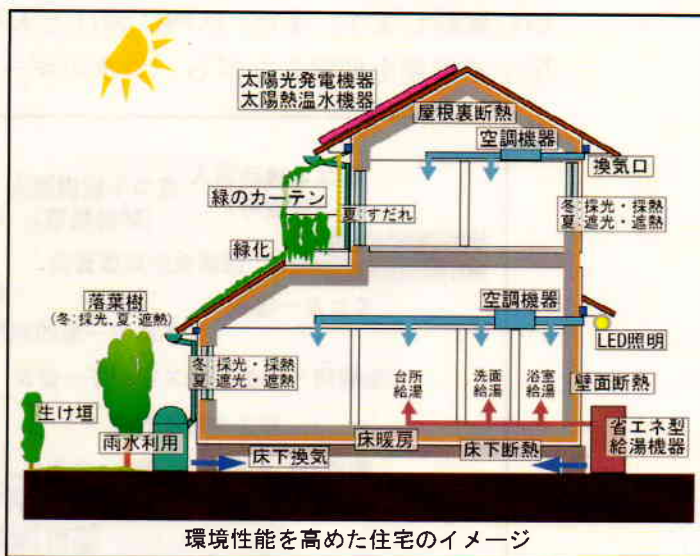 太陽光発電機器
太陽熱温水機器
屋根裏断熱
空調機器
換気口
緑のカーテン
夏:すだれ
冬:採光・採熱
夏:遮光・遮熱
緑化
落葉樹
(冬:採光、夏:遮熱)
空調機器
LED照明
冬:採光・採熱
夏:遮光・遮熱
台所
給湯
洗面
給湯
浴室
給湯
壁面断熱
生け垣
雨水利用
床暖房
省エネ型
給湯機器
床下換気
床下断熱
環境性能を高めた住宅のイメージ